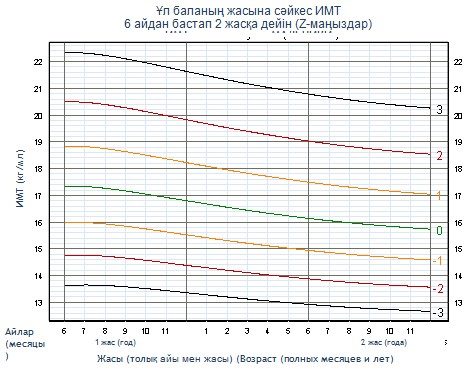 Ұл баланың жасына сәйкес ИМТ
6 айдан бастап 2 жасқа дейін (Z-маңыздар)
ИМТ (кг /м.л)
22
21
20
19
18
17
16
15
14
13
3
2
1
0
-1
-2
-3
Айлар (месяцы)
6 7 8 9 10 11 1 2 3 4 5 6 7 8 9 10 11
1 жас (год) 2 жас (года)
Жасы (толық айы мен жасы) (Возраст (полных месяцев и лет)